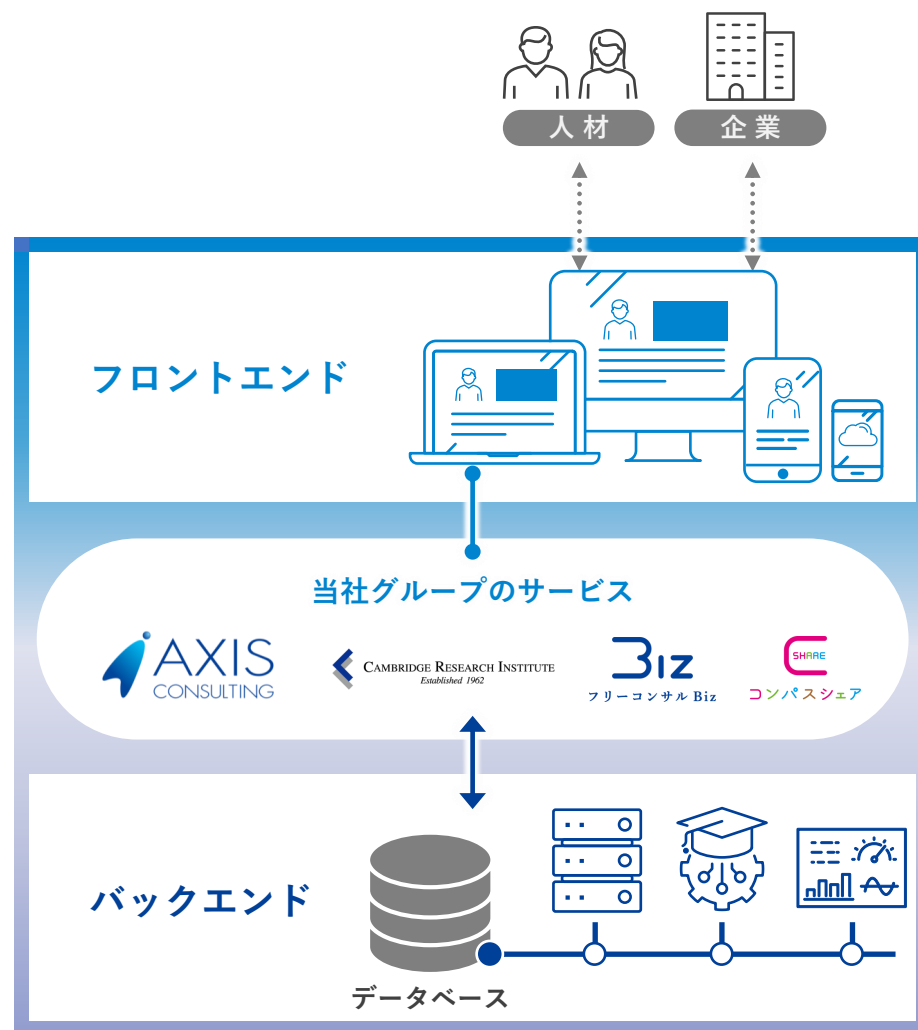 人材
企業
フロントエンド
当社グループのサービス
AXIS
CONSULTING
CAMBRIDGE RESEARCH INSTITUTE
Established 1962
Biz
フリーコンサル Biz
SHARE
コンパスシェア
バックエンド
データベース